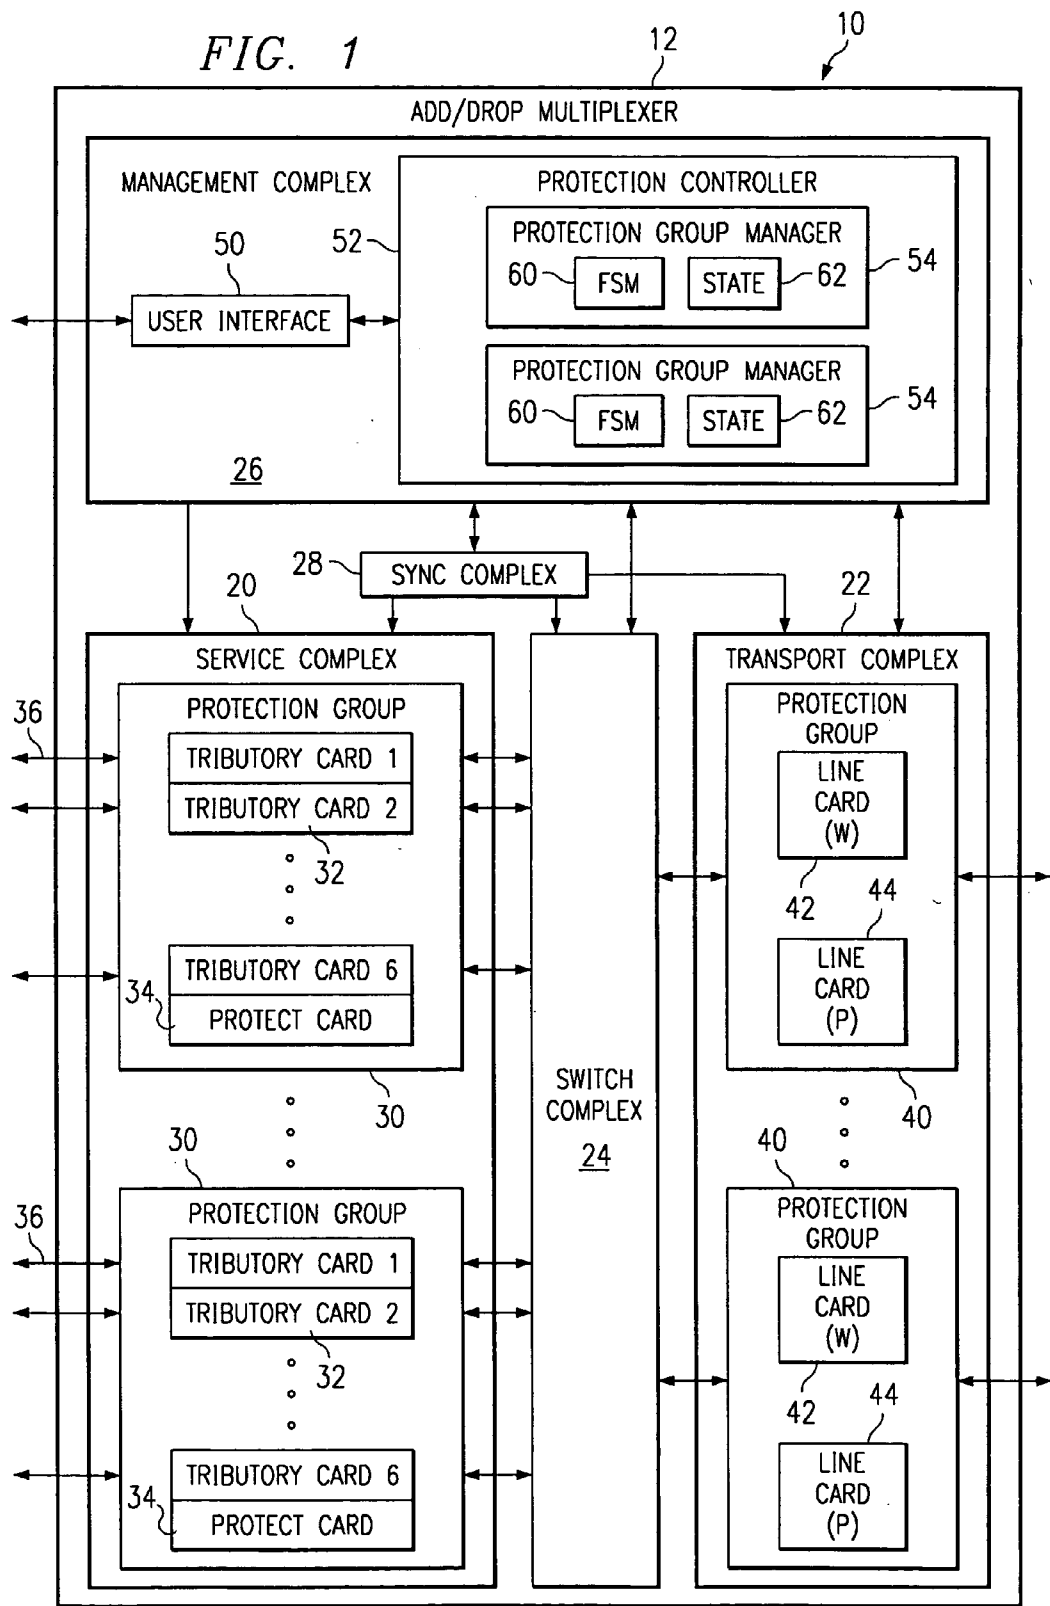 FIG. 1
10
12
ADD/DROP MULTIPLEXER
MANAGEMENT COMPLEX
PROTECTION CONTROLLER
50
52
PROTECTION GROUP MANAGER
60
FSM
STATE
62
54
USER INTERFACE
PROTECTION GROUP MANAGER
60
FSM
STATE
62
54
26
28
SYNC COMPLEX
20
22
SERVICE COMPLEX
TRANSPORT COMPLEX
36
PROTECTION GROUP
TRIBUTORY CARD 1
TRIBUTORY CARD 2
32
TRIBUTORY CARD 6
34
PROTECT CARD
30
PROTECTION
GROUP
LINE
CARD
(W)
42
44
LINE
CARD
(P)
40
SWITCH
COMPLEX
24
30
36
PROTECTION GROUP
TRIBUTORY CARD 1
TRIBUTORY CARD 2
32
TRIBUTORY CARD 6
34
PROTECT CARD
40
PROTECTION
GROUP
LINE
CARD
(W)
42
44
LINE
CARD
(P)